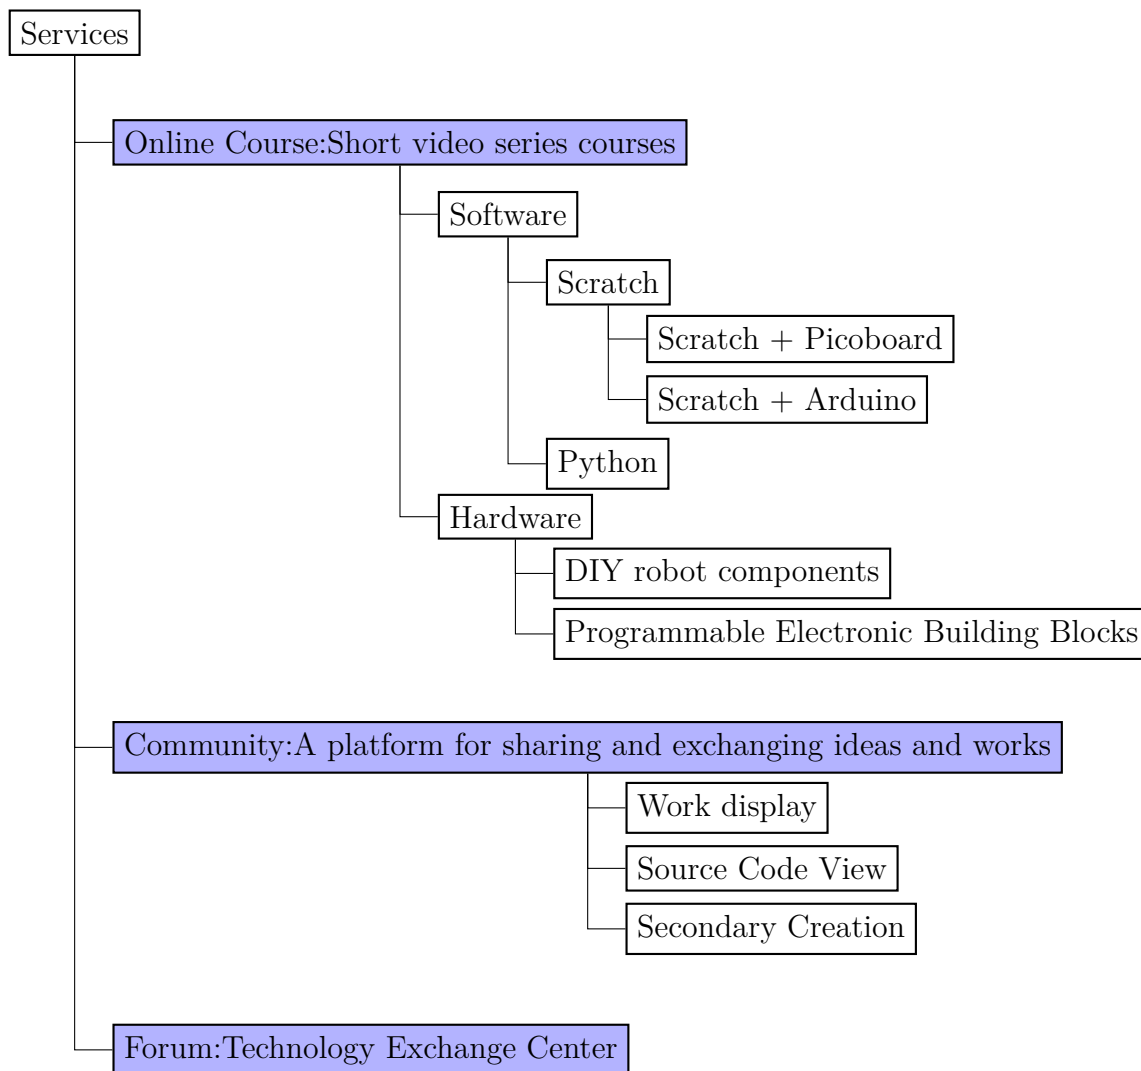 Services
Online Course:Short video series courses
Software
Scratch
Scratch + Picoboard
Scratch + Arduino
Python
Hardware
DIY robot components
Programmable Electronic Building Blocks
Community:A platform for sharing and exchanging ideas and works
Work display
Source Code View
Secondary Creation
Forum:Technology Exchange Center